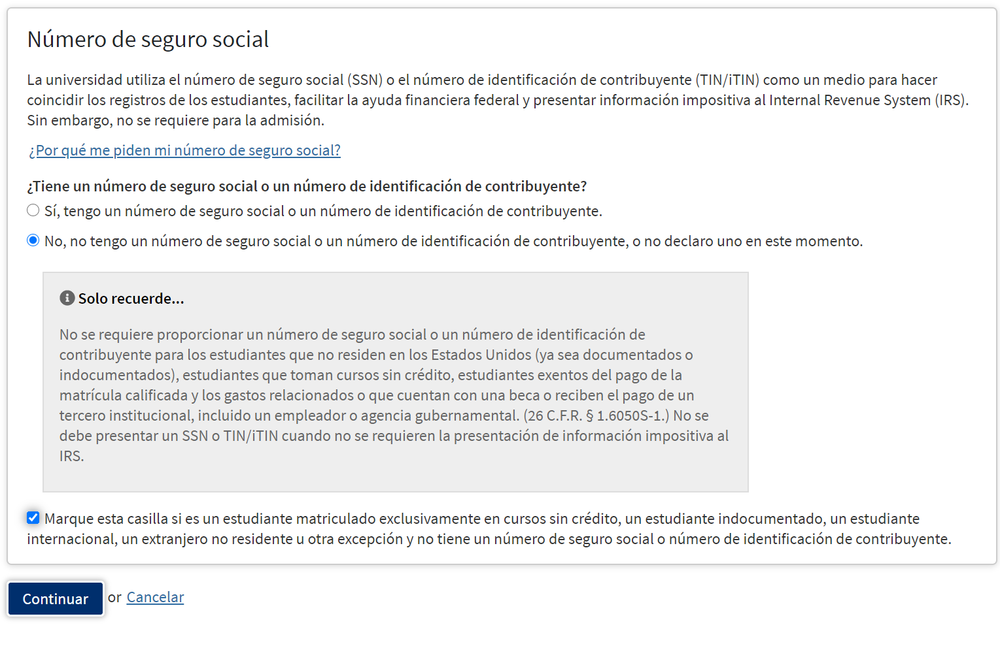 Número de seguro social
La universidad utiliza el número de seguro social (SSN) o el número de identificación de contribuyente (TIN/iTIN) como un medio para hacer
coincidir los registros de los estudiantes, facilitar la ayuda financiera federal y presentar información impositiva al Internal Revenue System (IRS).
Sin embargo, no se requiere para la admisión.
¿Por qué me piden mi número de seguro social?
¿Tiene un número de seguro social o un número de identificación de contribuyente?
Sí, tengo un número de seguro social o un número de identificación de contribuyente.
No, no tengo un número de seguro social o un número de identificación de contribuyente, o no declaro uno en este momento.
Solo recuerde...
No se requiere proporcionar un número de seguro social o un número de identificación de
contribuyente para los estudiantes que no residen en los Estados Unidos (ya sea documentados o
indocumentados), estudiantes que toman cursos sin crédito, estudiantes exentos del pago de la
matrícula calificada y los gastos relacionados o que cuentan con una beca o reciben el pago de un
tercero institucional, incluido un empleador o agencia gubernamental. (26 C.F.R. § 1.6050S-1.) No se
debe presentar un SSN o TIN/iTIN cuando no se requieren la presentación de información impositiva al
IRS.
Marque esta casilla si es un estudiante matriculado exclusivamente en cursos sin crédito, un estudiante indocumentado, un estudiante
internacional, un extranjero no residente u otra excepción y no tiene un número de seguro social o número de identificación de contribuyente.
Continuar or Cancelar